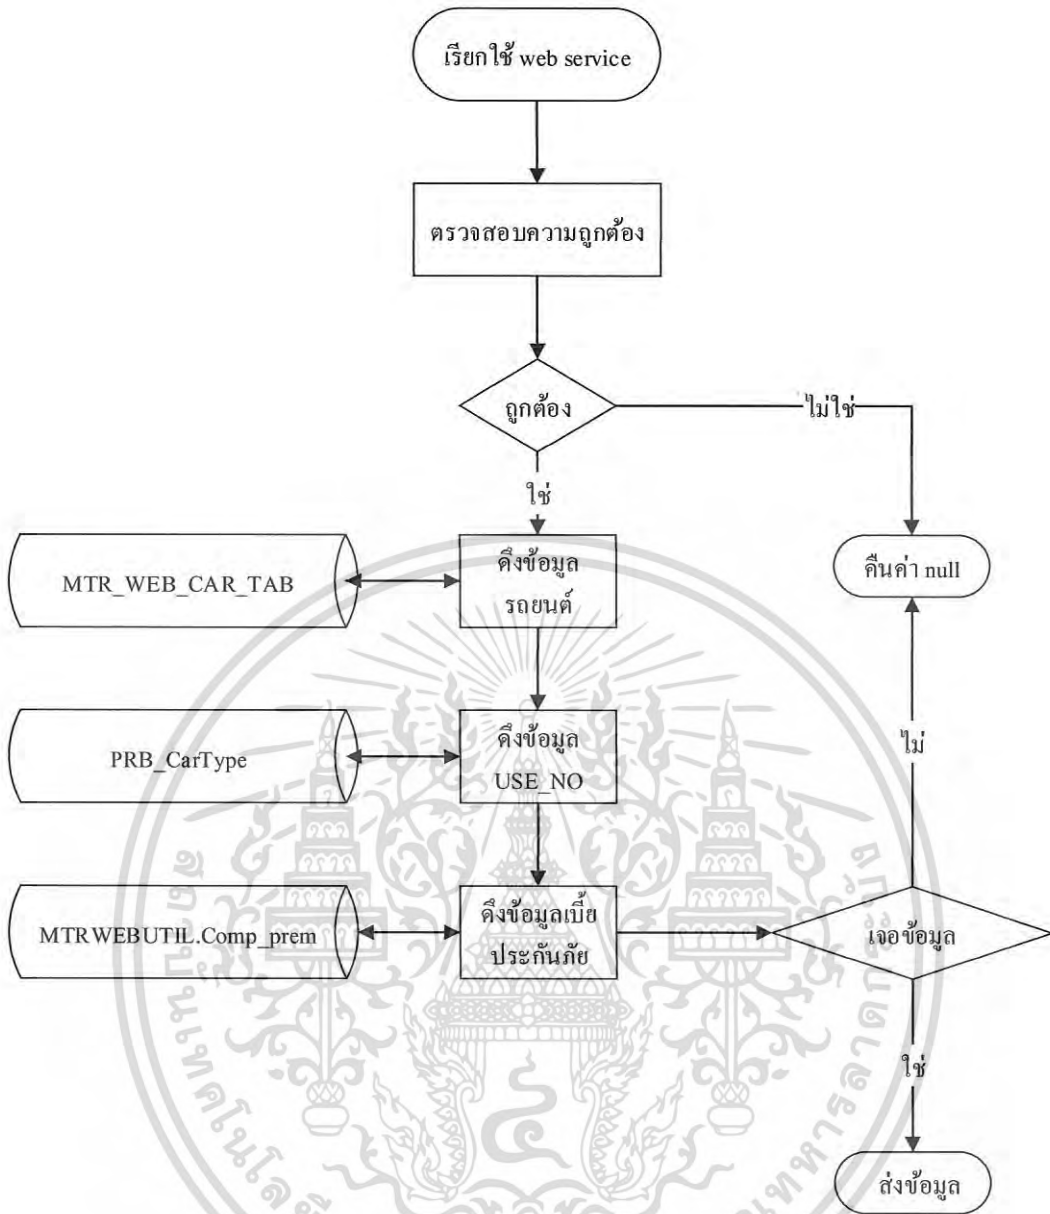 เรียกใช้ web service
ตรวจสอบความถูกต้อง
ถูกต้อง
ไม่ใช่
ใช่
MTR_WEB_CAR_TAB
ดึงข้อมูล
รถยนต์
คืนค่า null
PRB_CarType
ดึงข้อมูล
USE_NO
ไม่
MTRWEBUTIL.Comp_prem
ดึงข้อมูลเบี้ย
ประกันภัย
เจอข้อมูล
ใช่
ส่งข้อมูล